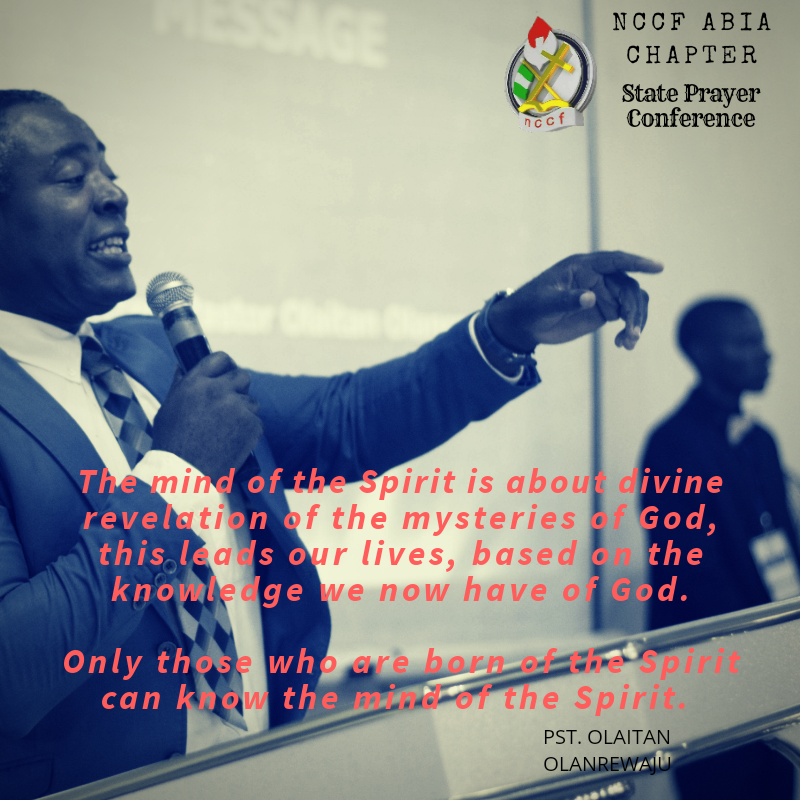 MESSAGE
NCCF ABIA
CHAPTER
State Prayer
Conference
nccf
Olaitan
The mind of the Spirit is about divine
revelation of the mysteries of God,
this leads our lives, based on the
knowledge we now have of God.
Only those who are born of the Spirit
can know the mind of the Spirit.
PST. OLAITAN
OLANREWAJU